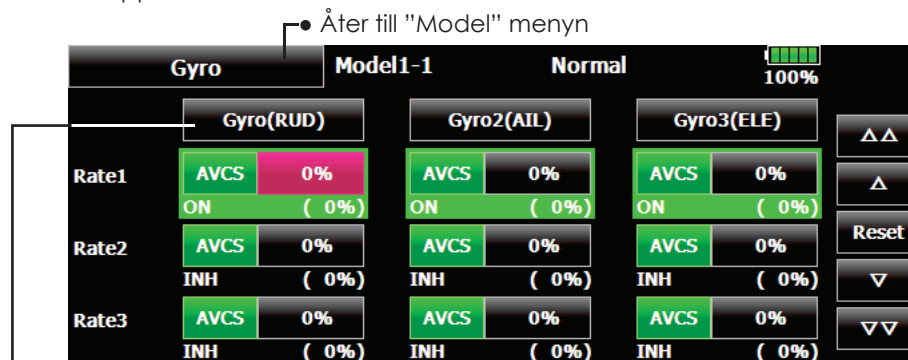 Åter till ”Model” menyn
Gyro Model1-1 Normal 100%
Gyro(RUD) Gyro2(AIL) Gyro3(ELE)
Rate1 AVCS 0% AVCS 0% AVCS 0%
ON ( 0%) ON ( 0%) ON ( 0%)
Reset
Rate2 AVCS 0% AVCS 0% AVCS 0%
INH ( 0%) INH ( 0%) INH ( 0%)
Rate3 AVCS 0% AVCS 0% AVCS 0%
INH ( 0%) INH ( 0%) INH ( 0%)